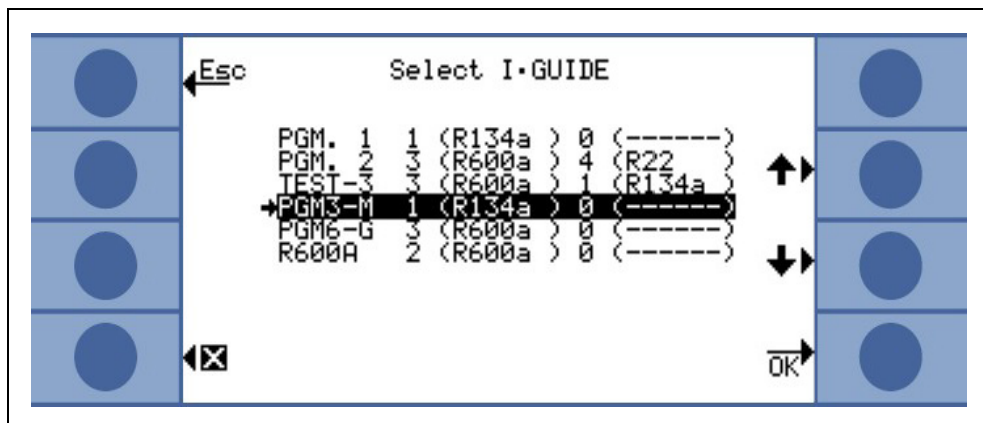 Esc
Select I•GUIDE
PGM. 1 1 (R134a ) 0 (------)
PGM. 2 3 (R600a ) 4 (R22 )
TEST-3 3 (R600a ) 1 (R134a )
PGM3-M 1 (R134a ) 0 (------)
PGM6-G 3 (R600a ) 0 (------)
R600A 2 (R600a ) 0 (------)
OK